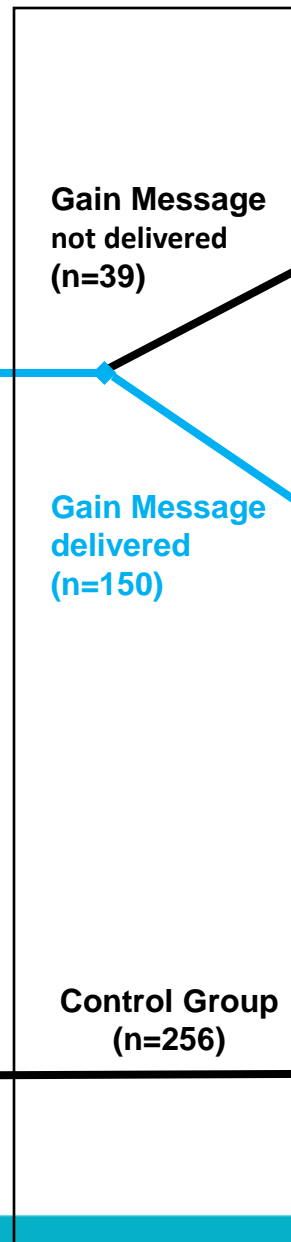 Gain Message
not delivered
(n=39)
Gain Message
delivered
(n=150)
Control Group
(n=256)